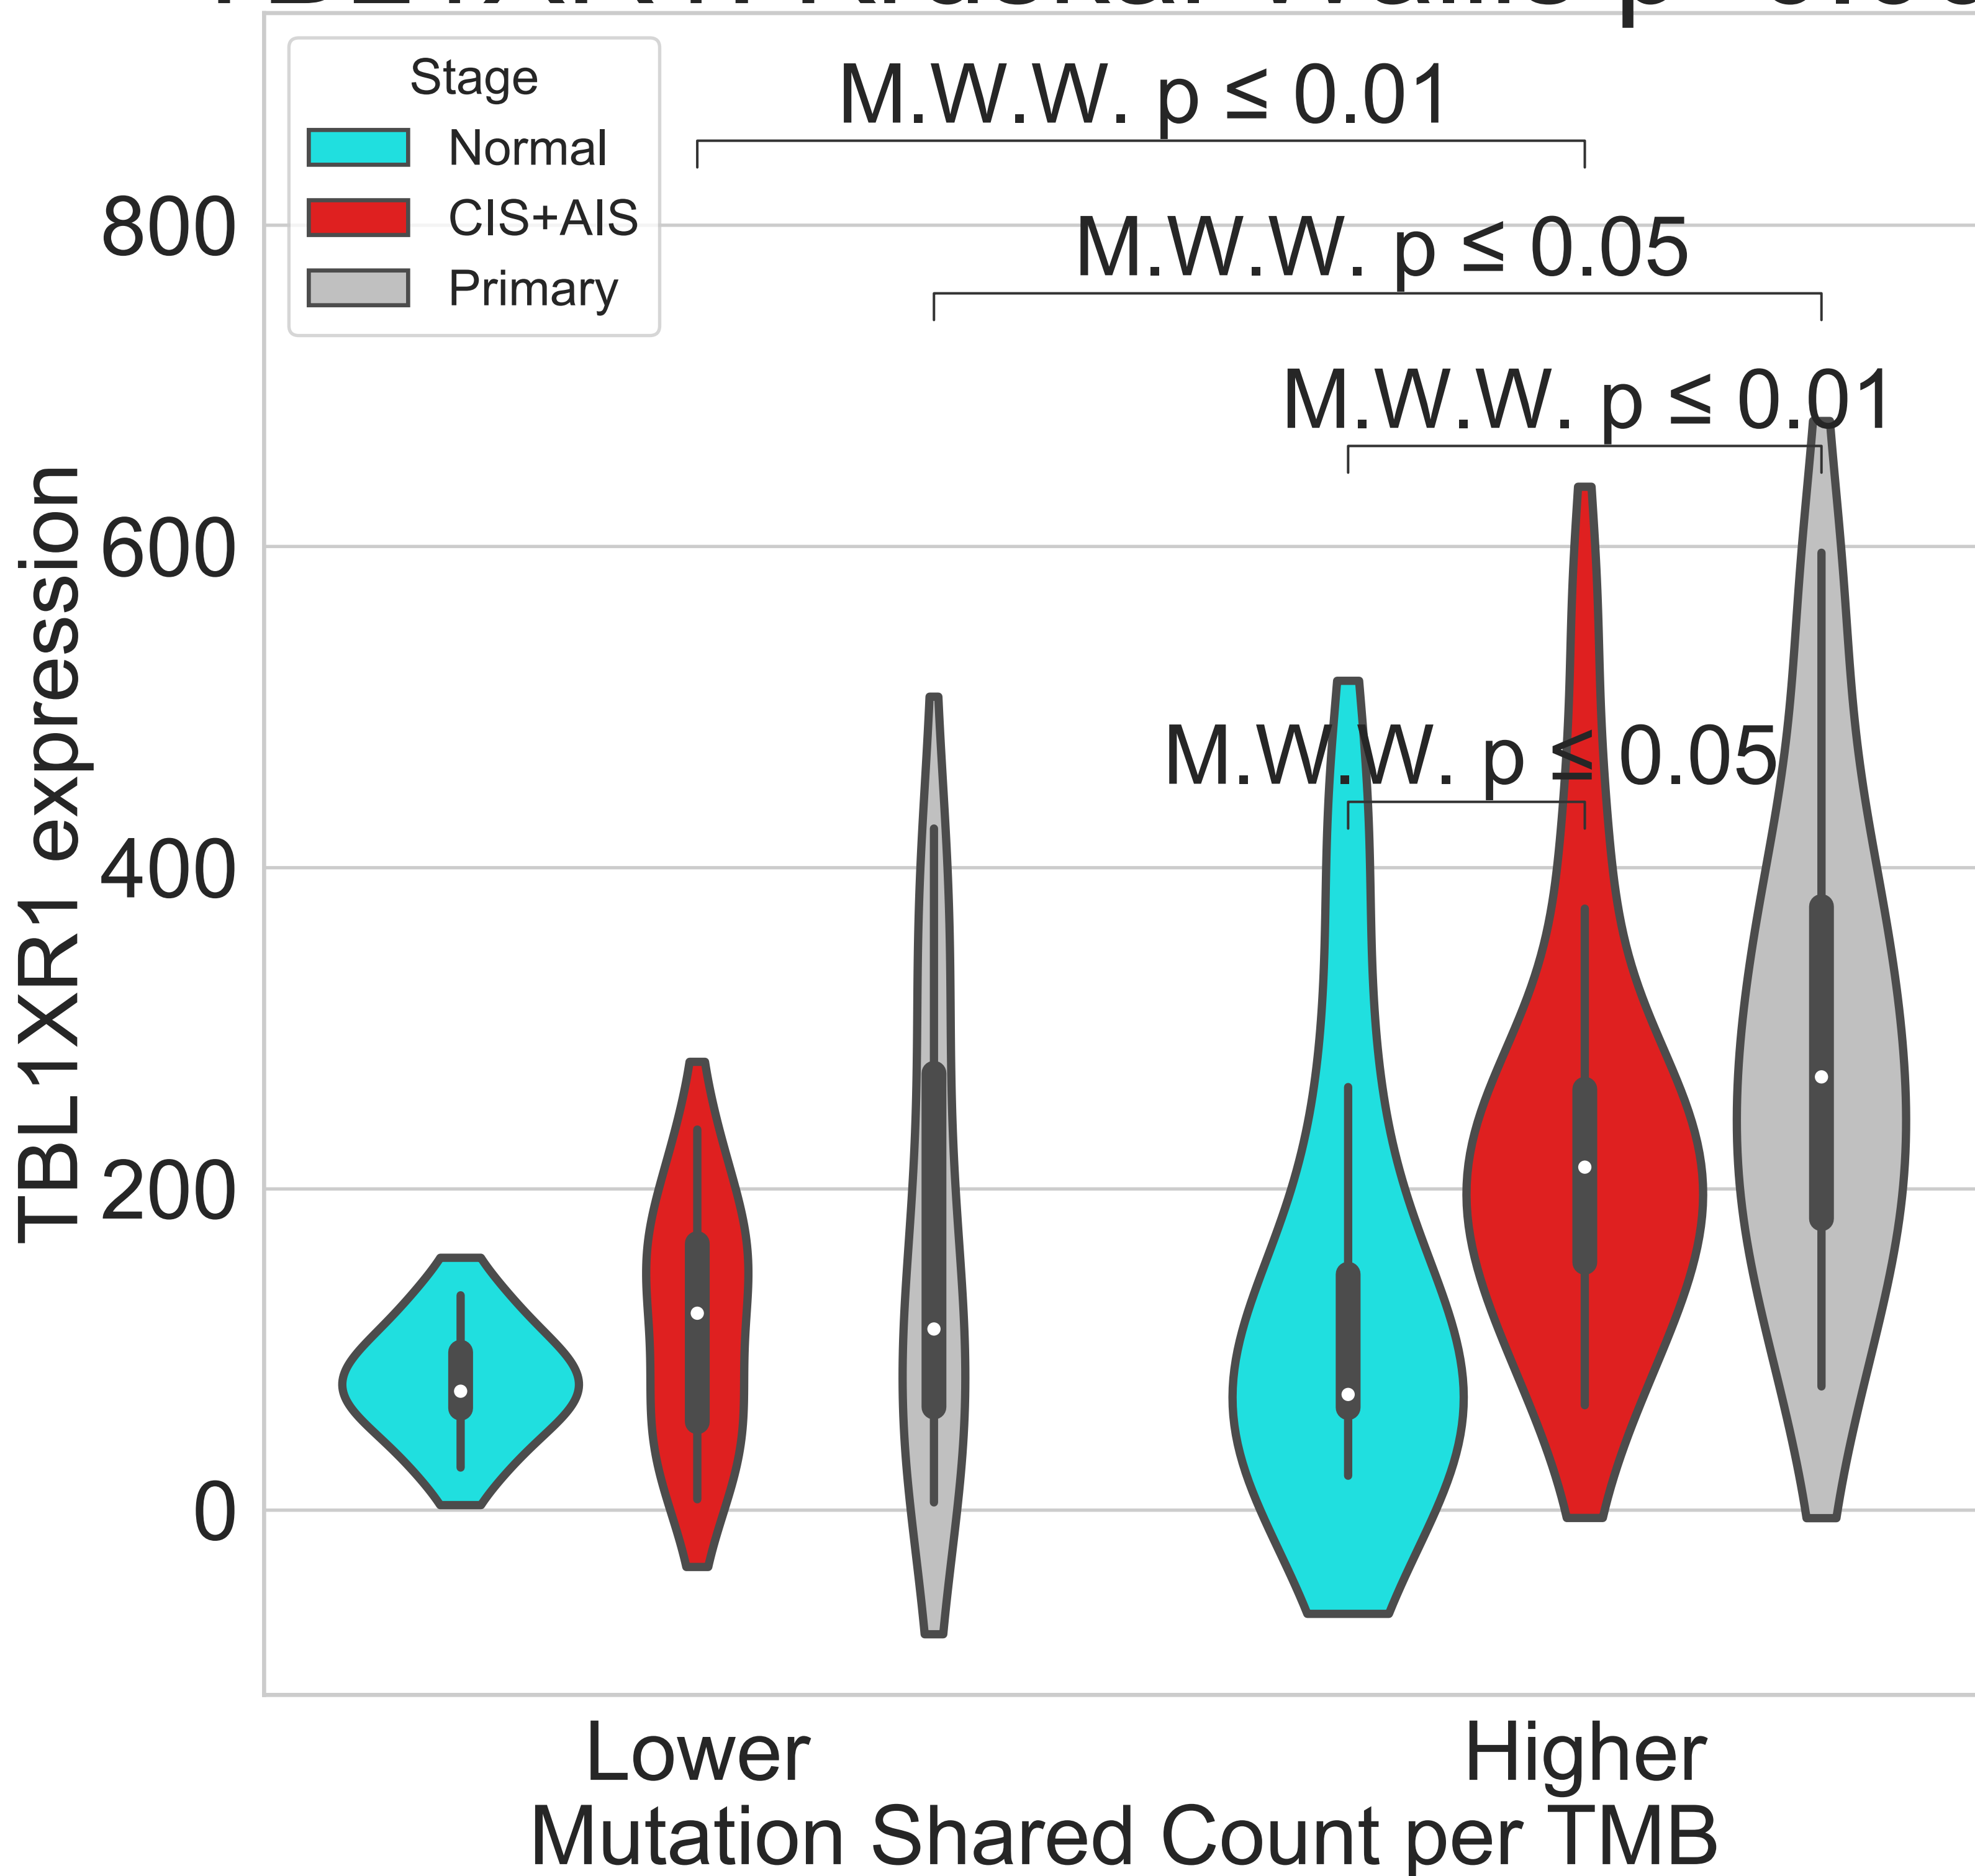 Stage
Normal
CIS+AIS
Primary
M.W.W. p ≤ 0.01
M.W.W. p ≤ 0.05
M.W.W. p ≤ 0.01
M.W.W. p ≤ 0.05
TBL1XR1 expression
800
600
400
200
0
Lower
Higher
Mutation Shared Count per TMB